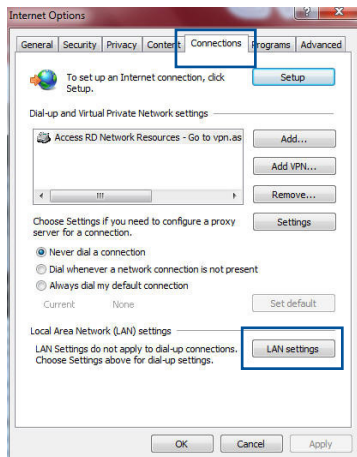 Internet Options
General Security Privacy Content Connections Programs Advanced
To set up an Internet connection, click
Setup.
Setup
Dial-up and Virtual Private Network settings
Access RD Network Resources - Go to vpn.as
Add...
Add VPN...
Remove...
Choose Settings if you need to configure a proxy
server for a connection.
Settings
Never dial a connection
Dial whenever a network connection is not present
Always dial my default connection
Current None
Set default
Local Area Network (LAN) settings
LAN Settings do not apply to dial-up connections.
Choose Settings above for dial-up settings.
LAN settings
OK Cancel Apply